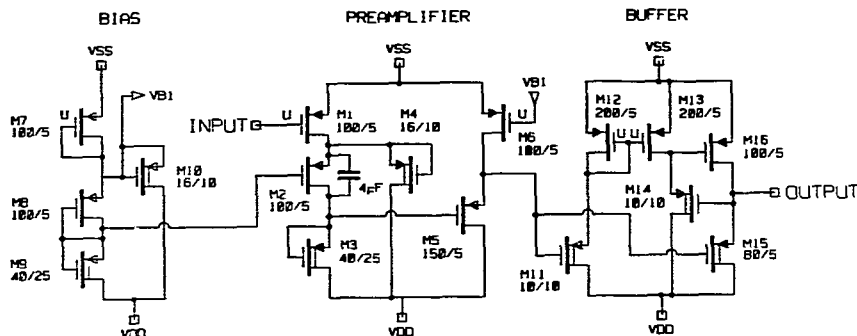 BIAS
PREAMPLIFIER
BUFFER
VSS
VSS
VSS
M7
100/5
U
VB1
M10
16/10
M8
100/5
M9
40/25
VDD
INPUT
U
M1
100/5
M4
16/10
VB1
U
M6
100/5
M2
100/5
4FF
M3
40/25
M5
150/5
VDD
M12
200/5
M13
200/5
U U
M16
100/5
M14
10/10
OUTPUT
M11
10/10
M15
80/5
VDD